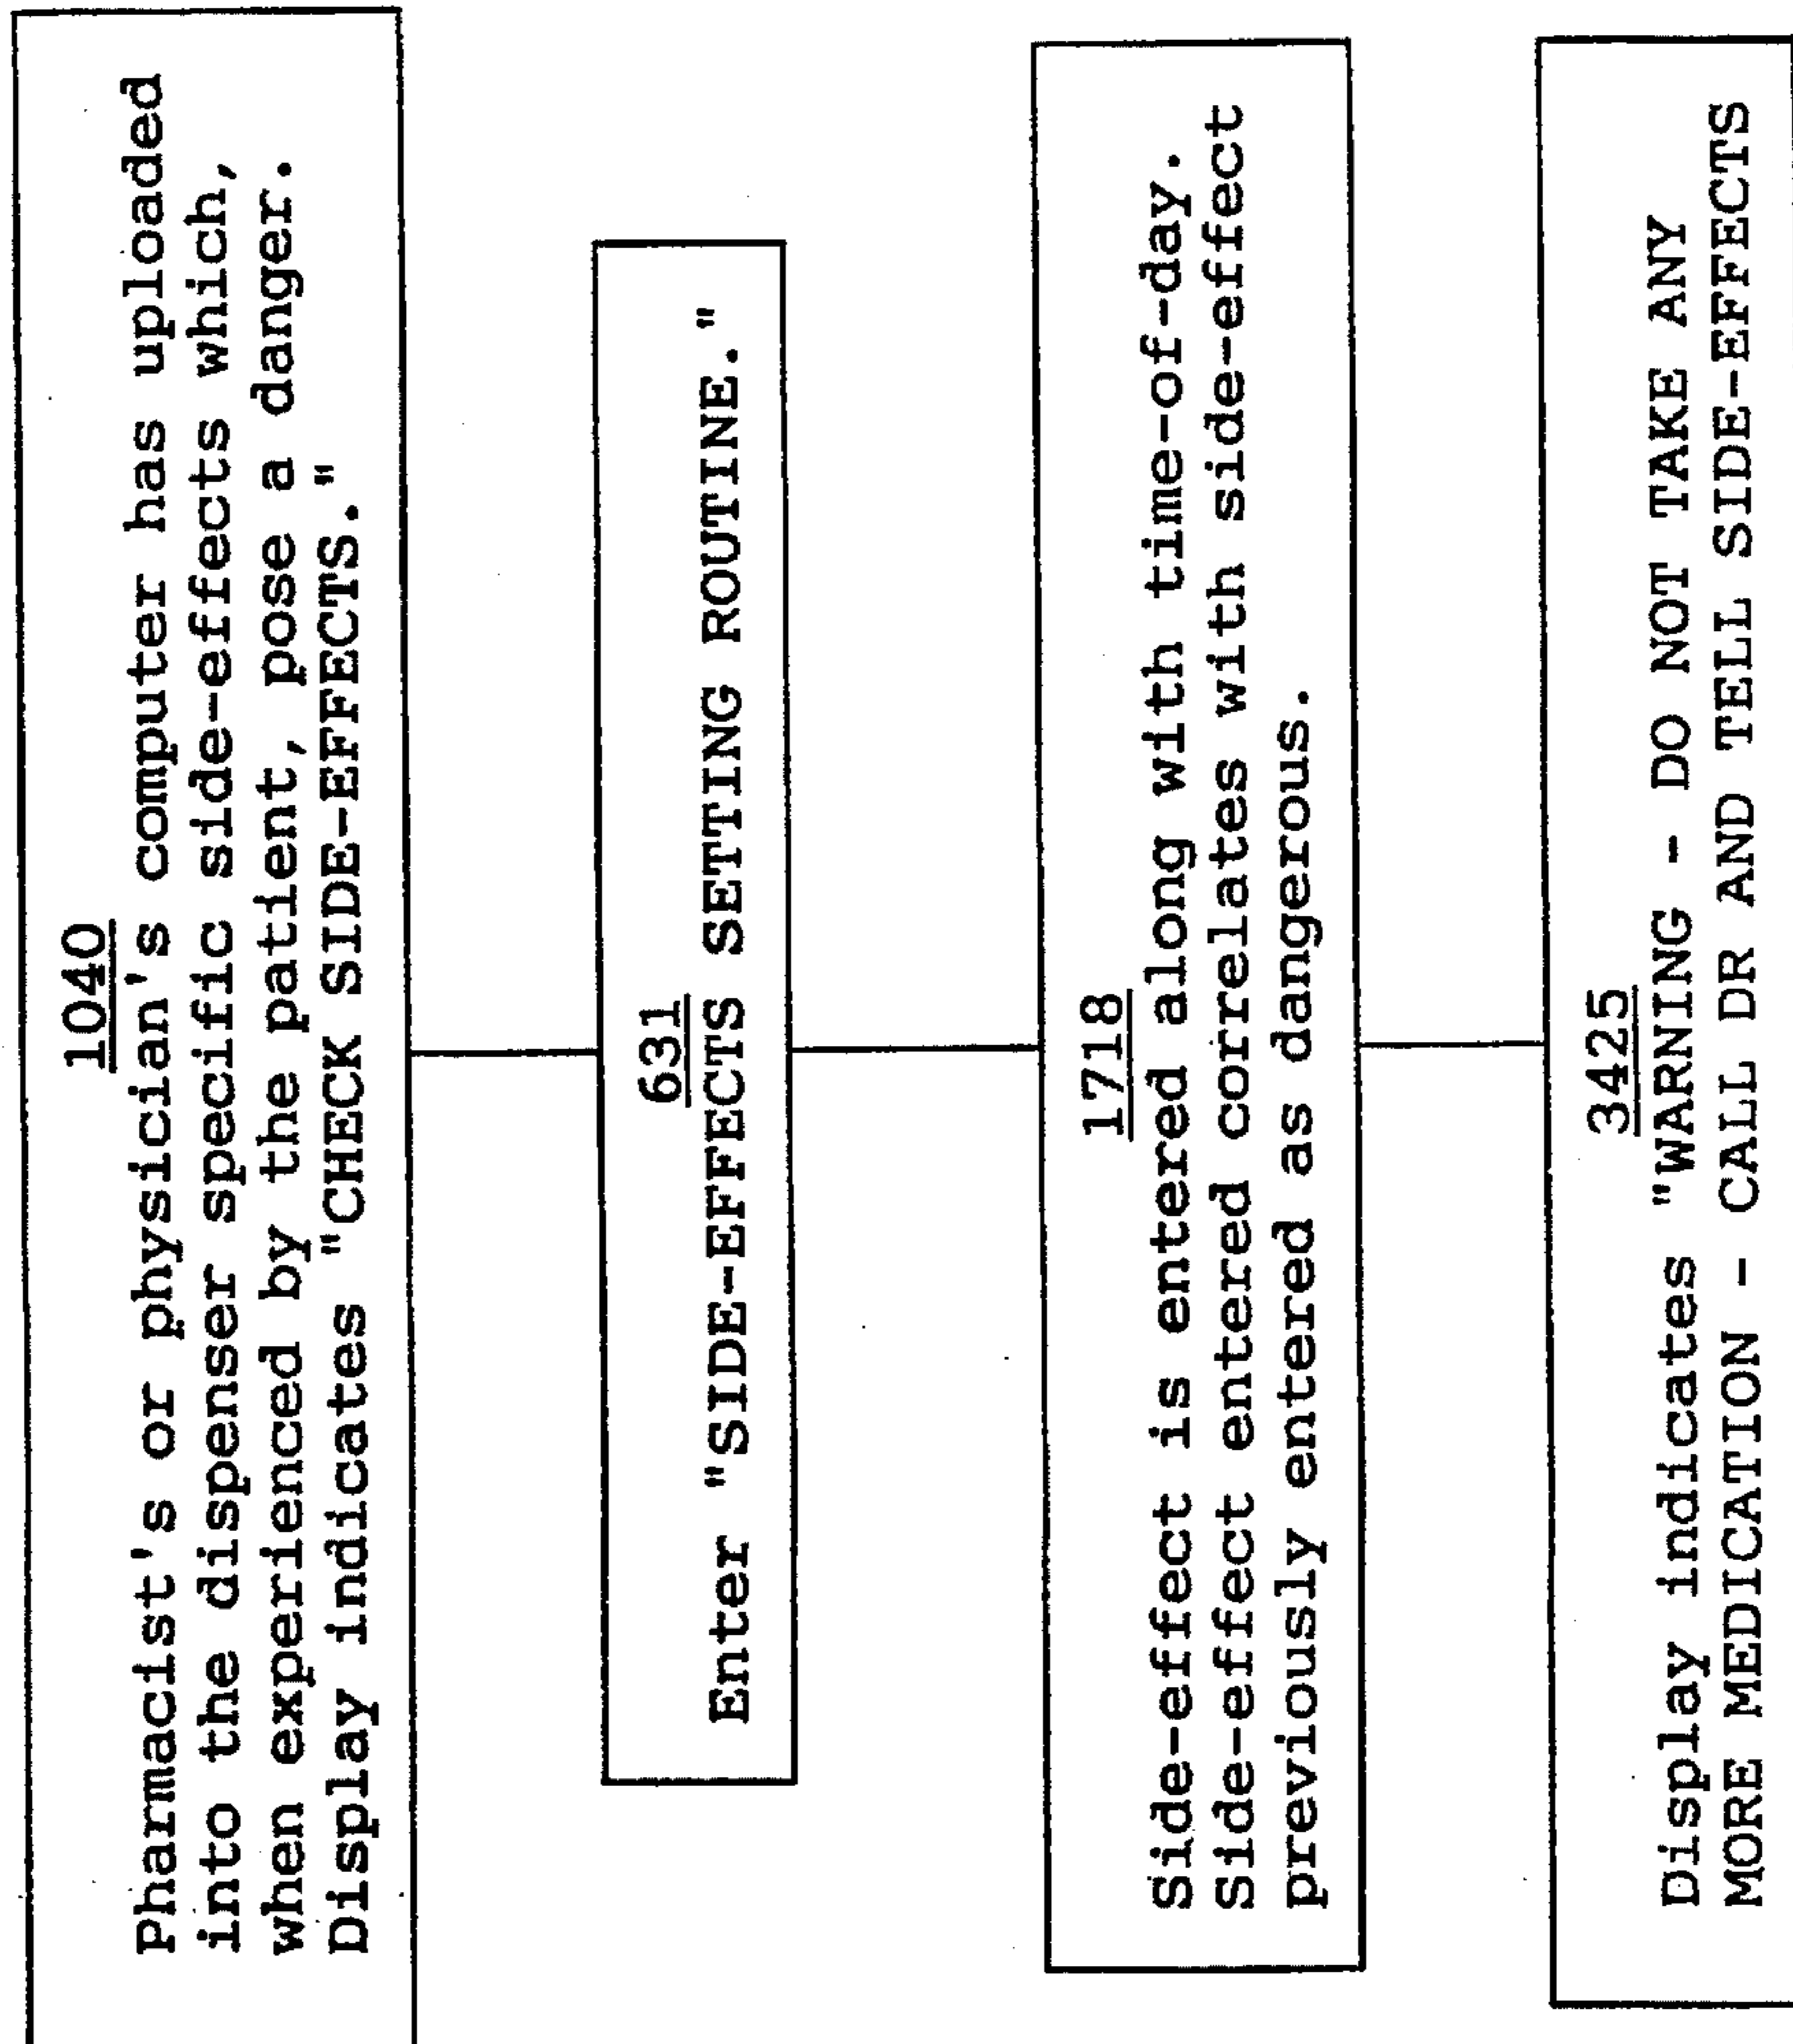 1040
Pharmacist's or physician's computer has uploaded
into the dispenser specific side-effects which,
when experienced by the patient, pose a danger.
Display indicates "CHECK SIDE-EFFECTS."
631
Enter "SIDE-EFFECTS SETTING ROUTINE."
1718
Side-effect is entered along with time-of-day.
Side-effect entered correlates with side-effect
previously entered as dangerous.
3425
Display indicates "WARNING - DO NOT TAKE ANY
MORE MEDICATION - CALL DR AND TELL SIDE-EFFECTS